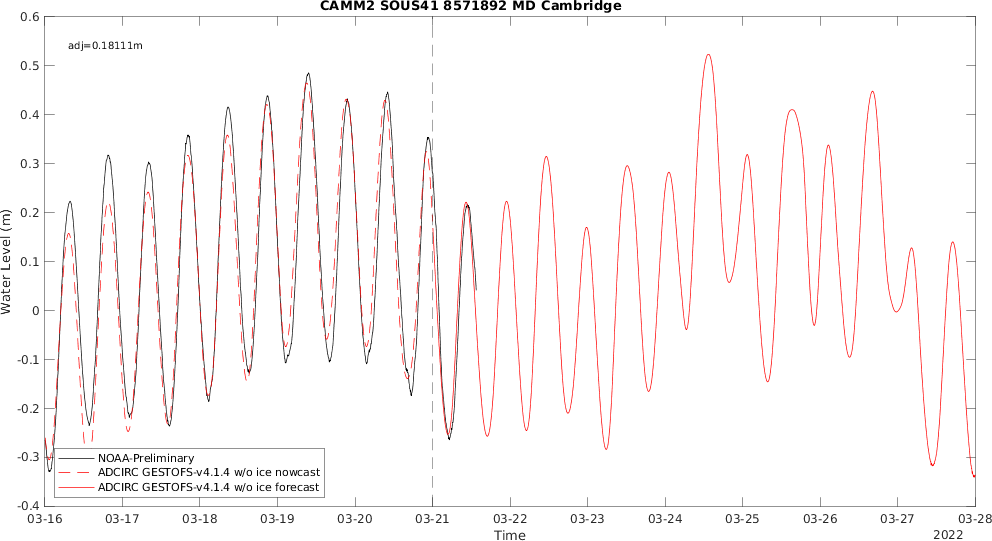 CAMM2 SOUS41 8571892 MD Cambridge
adj=0.18111m
Water Level (m)
0.6
0.5
0.4
0.3
0.2
0.1
0
-0.1
-0.2
-0.3
-0.4
NOAA-Preliminary
ADCIRC GESTOFS-v4.1.4 w/o ice nowcast
ADCIRC GESTOFS-v4.1.4 w/o ice forecast
03-16 03-17 03-18 03-19 03-20 03-21 03-22 03-23 03-24 03-25 03-26 03-27 03-28
Time
2022